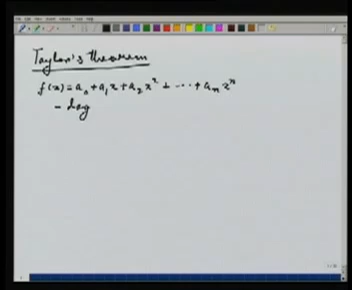 Taylor's theorem
f(x) = a₀ + a₁x + a₂x² + ... + aₙxⁿ
- deg